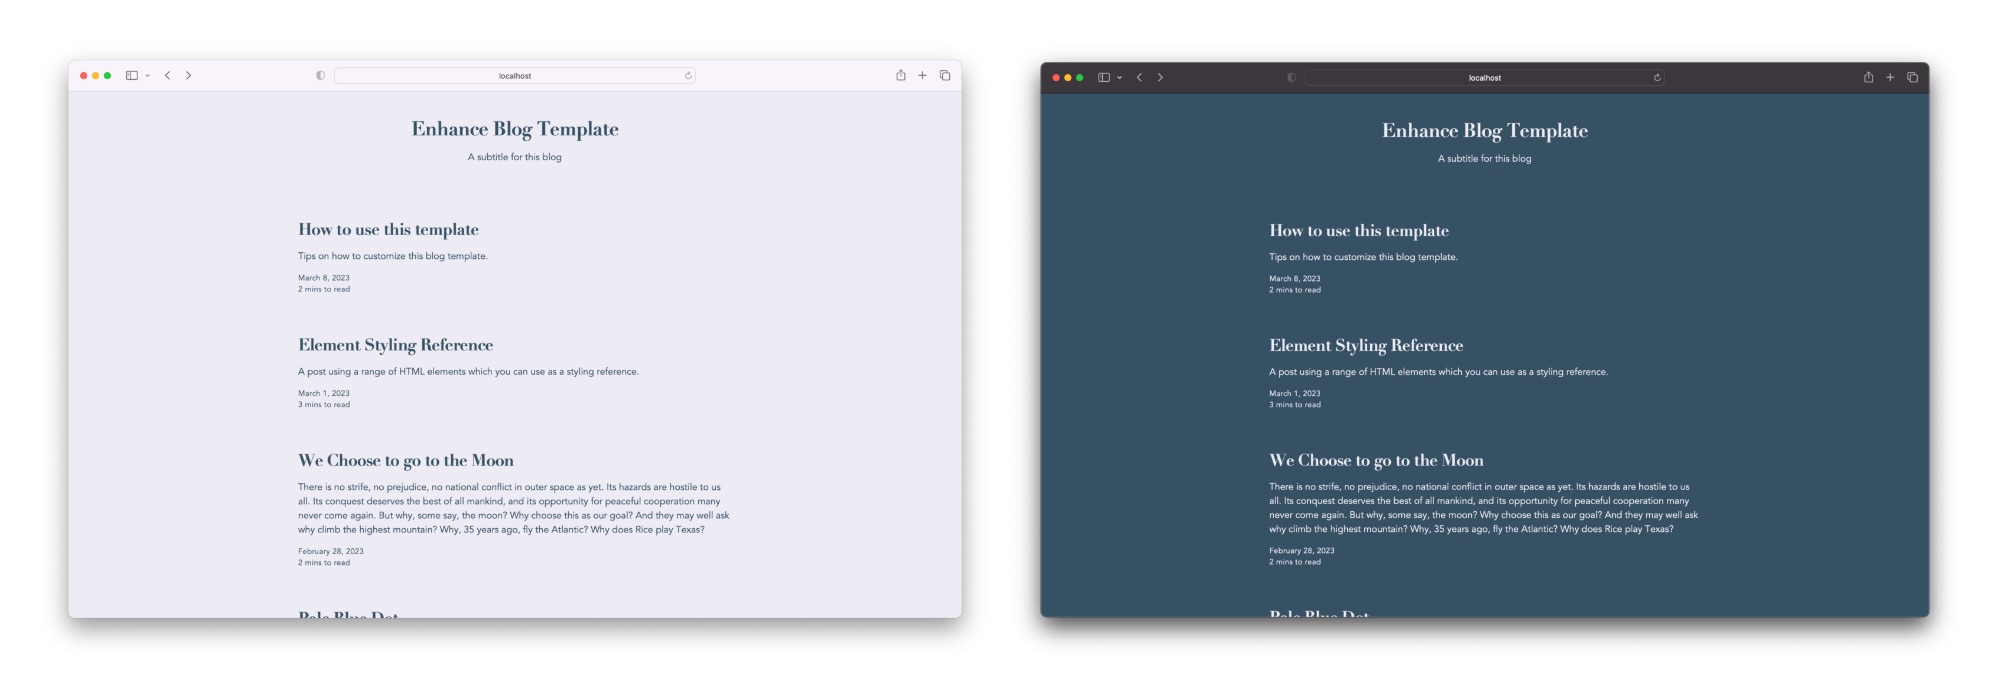 localhost
Enhance Blog Template
A subtitle for this blog
How to use this template
Tips on how to customize this blog template.
March 8, 2023
2 mins to read
Element Styling Reference
A post using a range of HTML elements which you can use as a styling reference.
March 1, 2023
3 mins to read
We Choose to go to the Moon
There is no strife, no prejudice, no national conflict in outer space as yet. Its hazards are hostile to us
all. Its conquest deserves the best of all mankind, and its opportunity for peaceful cooperation many
never come again. But why, some say, the moon? Why choose this as our goal? And they may well ask
why climb the highest mountain? Why, 35 years ago, fly the Atlantic? Why does Rice play Texas?
February 28, 2023
2 mins to read
Pale Blue Dot
localhost
Enhance Blog Template
A subtitle for this blog
How to use this template
Tips on how to customize this blog template.
March 8, 2023
2 mins to read
Element Styling Reference
A post using a range of HTML elements which you can use as a styling reference.
March 1, 2023
3 mins to read
We Choose to go to the Moon
There is no strife, no prejudice, no national conflict in outer space as yet. Its hazards are hostile to us
all. Its conquest deserves the best of all mankind, and its opportunity for peaceful cooperation many
never come again. But why, some say, the moon? Why choose this as our goal? And they may well ask
why climb the highest mountain? Why, 35 years ago, fly the Atlantic? Why does Rice play Texas?
February 28, 2023
2 mins to read
Pale Blue Dot